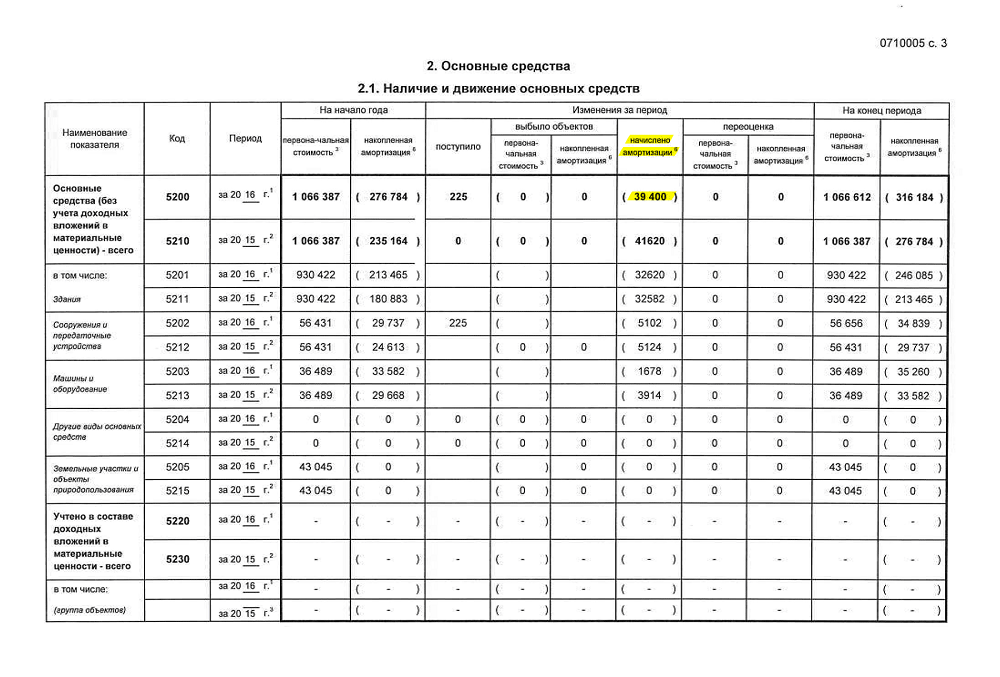 0710005 с. 3
2. Основные средства
2.1. Наличие и движение основных средств
Наименование показателя Код Период На начало года Изменения за период На конец периода
первона-чальная стоимость 3 накопленная амортизация 6 поступило выбыло объектов начислено амортизации 6 переоценка первона-чальная стоимость 3 накопленная амортизация 6
первона-чальная стоимость 3 накопленная амортизация 6 первона-чальная стоимость 3 накопленная амортизация 6
Основные средства (без учета доходных вложений в материальные ценности) - всего
5200 за 20 16 г.1 1 066 387 ( 276 784 ) 225 ( 0 ) 0 ( 39 400 ) 0 0 1 066 612 ( 316 184 )
5210 за 20 15 г.2 1 066 387 ( 235 164 ) 0 ( 0 ) 0 ( 41620 ) 0 0 1 066 387 ( 276 784 )
в том числе: 5201 за 20 16 г.1 930 422 ( 213 465 ) ( ) ( 32620 ) 0 0 930 422 ( 246 085 )
Здания 5211 за 20 15 г.2 930 422 ( 180 883 ) ( ) ( 32582 ) 0 0 930 422 ( 213 465 )
Сооружения и передаточные устройства
5202 за 20 16 г.1 56 431 ( 29 737 ) 225 ( ) ( 5102 ) 0 0 56 656 ( 34 839 )
5212 за 20 15 г.2 56 431 ( 24 613 ) ( 0 ) 0 ( 5124 ) 0 0 56 431 ( 29 737 )
Машины и оборудование
5203 за 20 16 г.1 36 489 ( 33 582 ) ( ) ( 1678 ) 0 0 36 489 ( 35 260 )
5213 за 20 15 г.2 36 489 ( 29 668 ) ( ) ( 3914 ) 0 0 36 489 ( 33 582 )
Другие виды основных средств
5204 за 20 16 г.1 0 ( 0 ) 0 ( 0 ) 0 ( 0 ) 0 0 0 ( 0 )
5214 за 20 15 г.2 0 ( 0 ) 0 ( 0 ) 0 ( 0 ) 0 0 0 ( 0 )
Земельные участки и объекты природопользования
5205 за 20 16 г.1 43 045 ( 0 ) ( ) 0 ( 0 ) 0 0 43 045 ( 0 )
5215 за 20 15 г.2 43 045 ( 0 ) ( 0 ) 0 ( 0 ) 0 0 43 045 ( 0 )
Учтено в составе доходных вложений в материальные ценности - всего
5220 за 20 16 г.1 - ( - ) - ( - ) - ( - ) - - - ( - )
5230 за 20 15 г.2 - ( - ) - ( - ) - ( - ) - - - ( - )
в том числе: за 20 16 г.1 - ( - ) - ( - ) - ( - ) - - - ( - )
(группа объектов) за 20 15 г.3 - ( - ) - ( - ) - ( - ) - - - ( - )